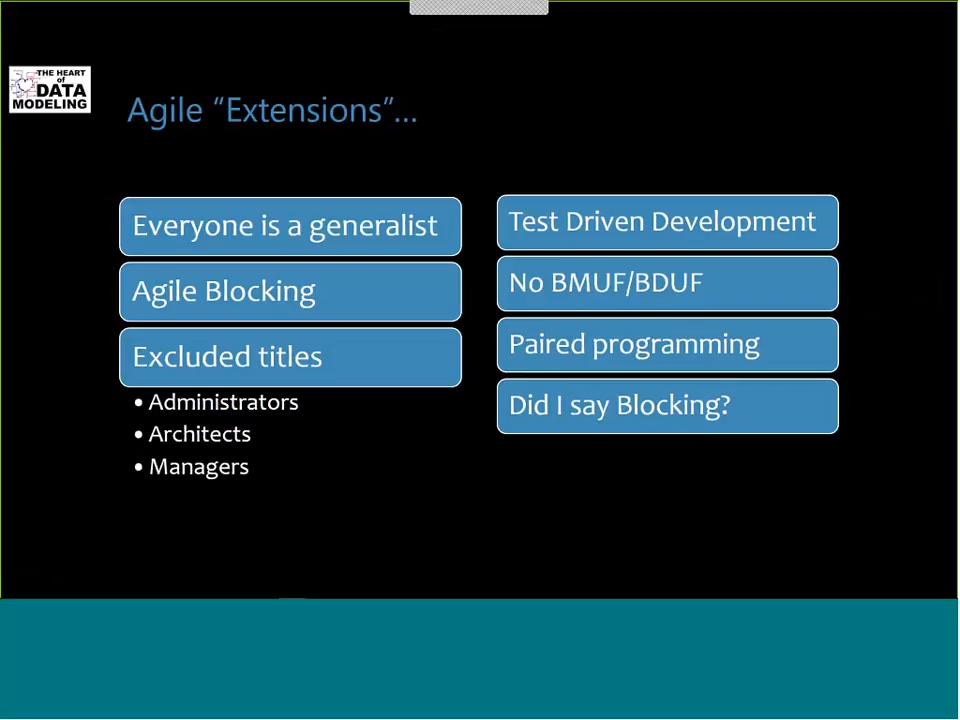 THE HEART
of
DATA
MODELING
Agile “Extensions”...
Everyone is a generalist
Agile Blocking
Excluded titles
• Administrators
• Architects
• Managers
Test Driven Development
No BMUF/BDUF
Paired programming
Did I say Blocking?